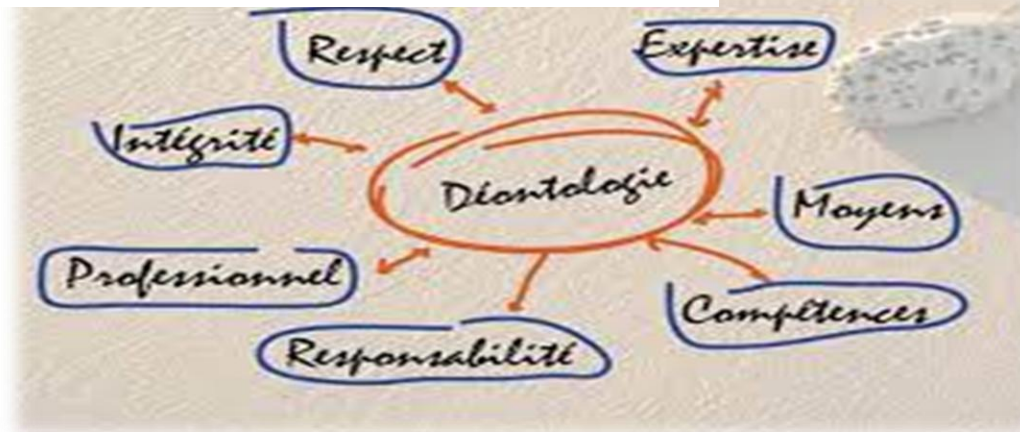 Respect
Expertise
Intégrité
Déontologie
Moyens
Professionnel
Compétences
Responsabilité